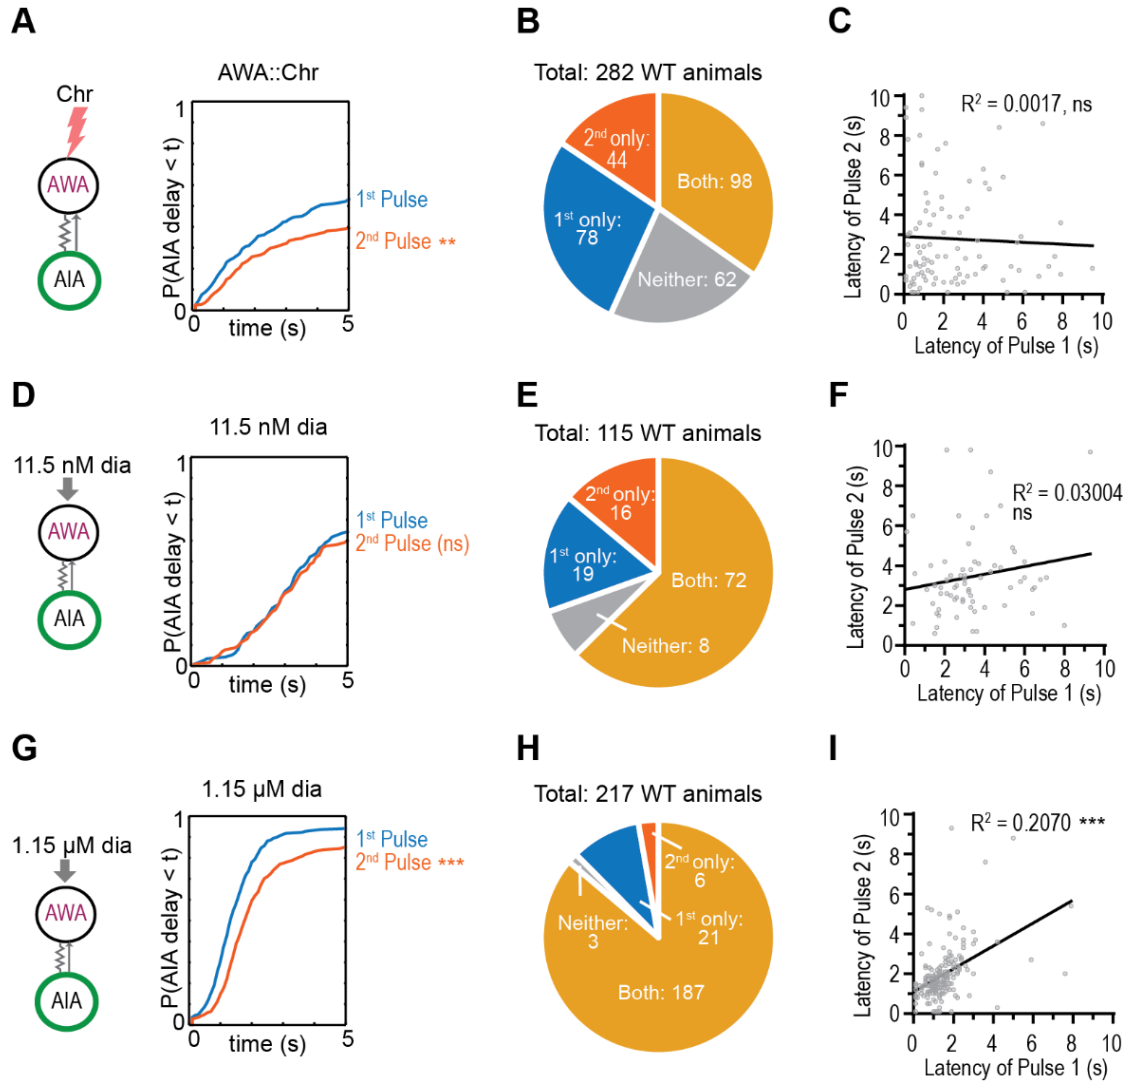 A
AWA::Chr
Chr
AWA
AIA
P(AIA delay < t)
1
0
0
5
time (s)
1st Pulse
2nd Pulse **
B
Total: 282 WT animals
2nd only:
44
Both: 98
1st only:
78
Neither: 62
C
R2 = 0.0017, ns
Latency of Pulse 2 (s)
10
8
6
4
2
0
0 2 4 6 8 10
Latency of Pulse 1 (s)
D
11.5 nM dia
11.5 nM dia
AWA
AIA
P(AIA delay < t)
1
0
0
5
time (s)
1st Pulse
2nd Pulse (ns)
E
Total: 115 WT animals
2nd only:
16
1st only:
19
Both: 72
Neither: 8
F
R2 = 0.03004
ns
Latency of Pulse 2 (s)
10
8
6
4
2
0
0 2 4 6 8 10
Latency of Pulse 1 (s)
G
1.15 µM dia
1.15 µM dia
AWA
AIA
P(AIA delay < t)
1
0
0
5
time (s)
1st Pulse
2nd Pulse ***
H
Total: 217 WT animals
2nd only:
6
Neither:
3
1st only:
21
Both: 187
I
R2 = 0.2070 ***
Latency of Pulse 2 (s)
10
8
6
4
2
0
0 2 4 6 8 10
Latency of Pulse 1 (s)